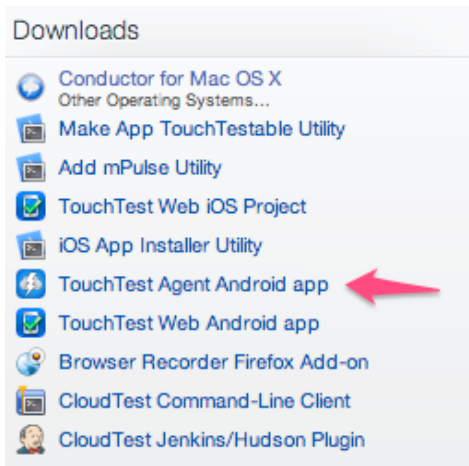 Downloads
Conductor for Mac OS X
Other Operating Systems...
Make App TouchTestable Utility
Add mPulse Utility
TouchTest Web iOS Project
iOS App Installer Utility
TouchTest Agent Android app
TouchTest Web Android app
Browser Recorder Firefox Add-on
CloudTest Command-Line Client
CloudTest Jenkins/Hudson Plugin